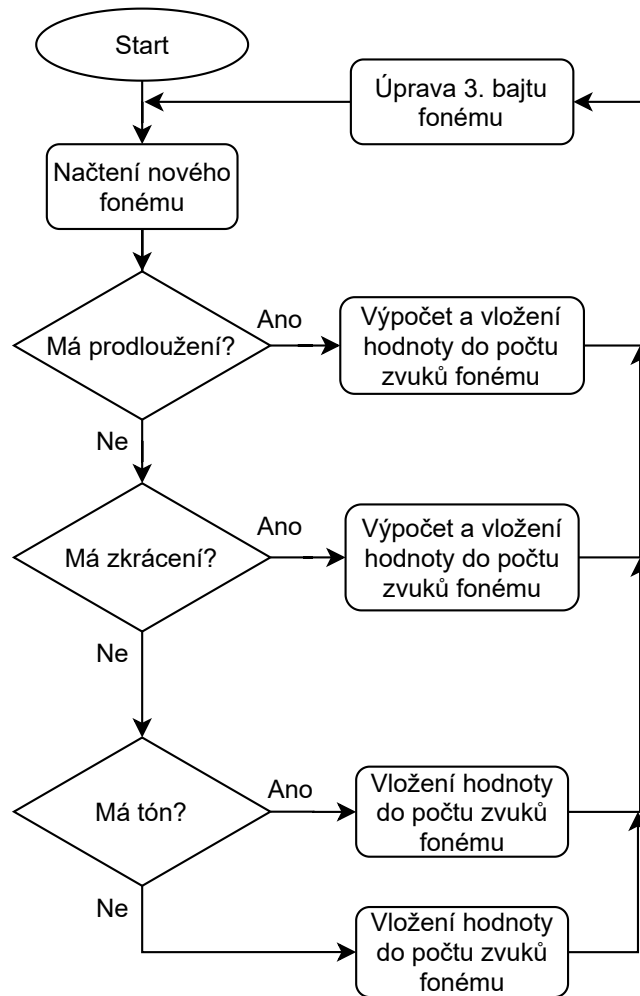 Start
Úprava 3. bajtu
fonému
Načtení nového
fonému
Má prodloužení?
Ano
Výpočet a vložení
hodnoty do počtu
zvuků fonému
Ne
Má zkrácení?
Ano
Výpočet a vložení
hodnoty do počtu
zvuků fonému
Ne
Má tón?
Ano
Vložení hodnoty
do počtu zvuků
fonému
Ne
Vložení hodnoty
do počtu zvuků
fonému